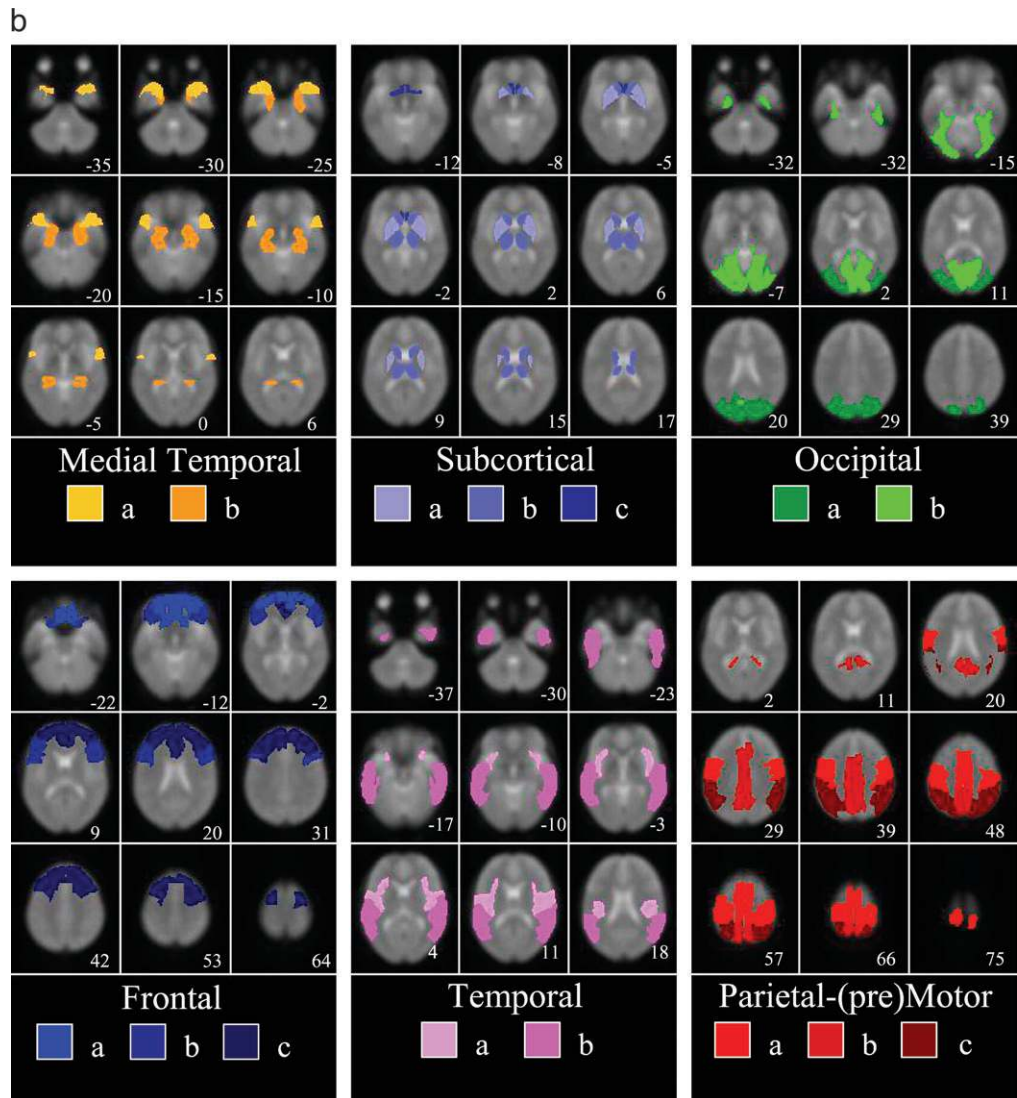 b
-35 -30 -25
-20 -15 -10
-5 0 6
Medial Temporal
a b
-12 -8 -5
-2 2 6
9 15 17
Subcortical
a b c
-32 -32 -15
-7 2 11
20 29 39
Occipital
a b
-22 -12 -2
9 20 31
42 53 64
Frontal
a b c
-37 -30 -23
-17 -10 -3
4 11 18
Temporal
a b
2 11 20
29 39 48
57 66 75
Parietal-(pre)Motor
a b c